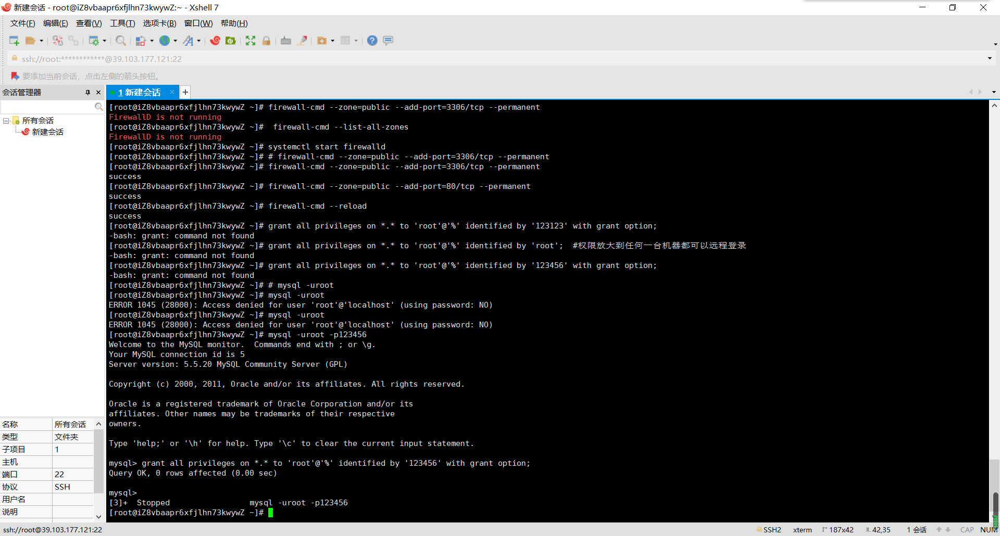 新建会话 - root@iZ8vbaapr6xfjlhn73kwywZ:~ - Xshell 7
文件(F) 编辑(E) 查看(V) 工具(T) 选项卡(B) 窗口(W) 帮助(H)
ssh://root:************@39.103.177.121:22
要添加当前会话，点击左侧的箭头按钮。
会话管理器
1 新建会话
所有会话
新建会话
[root@iZ8vbaapr6xfjlhn73kwywZ ~]# firewall-cmd --zone=public --add-port=3306/tcp --permanent
FirewallD is not running
[root@iZ8vbaapr6xfjlhn73kwywZ ~]#  firewall-cmd --list-all-zones
FirewallD is not running
[root@iZ8vbaapr6xfjlhn73kwywZ ~]# systemctl start firewalld
[root@iZ8vbaapr6xfjlhn73kwywZ ~]# # firewall-cmd --zone=public --add-port=3306/tcp --permanent
[root@iZ8vbaapr6xfjlhn73kwywZ ~]# firewall-cmd --zone=public --add-port=3306/tcp --permanent
success
[root@iZ8vbaapr6xfjlhn73kwywZ ~]# firewall-cmd --zone=public --add-port=80/tcp --permanent
success
[root@iZ8vbaapr6xfjlhn73kwywZ ~]# firewall-cmd --reload
success
[root@iZ8vbaapr6xfjlhn73kwywZ ~]# grant all privileges on *.* to 'root'@'%' identified by '123123' with grant option;
-bash: grant: command not found
[root@iZ8vbaapr6xfjlhn73kwywZ ~]# grant all privileges on *.* to 'root'@'%' identified by 'root';  #权限放大到任何一台机器都可以远程登录
-bash: grant: command not found
[root@iZ8vbaapr6xfjlhn73kwywZ ~]# grant all privileges on *.* to 'root'@'%' identified by '123456' with grant option;
-bash: grant: command not found
[root@iZ8vbaapr6xfjlhn73kwywZ ~]# # mysql -uroot
[root@iZ8vbaapr6xfjlhn73kwywZ ~]# mysql -uroot
ERROR 1045 (28000): Access denied for user 'root'@'localhost' (using password: NO)
[root@iZ8vbaapr6xfjlhn73kwywZ ~]# mysql -uroot
ERROR 1045 (28000): Access denied for user 'root'@'localhost' (using password: NO)
[root@iZ8vbaapr6xfjlhn73kwywZ ~]# mysql -uroot -p123456
Welcome to the MySQL monitor.  Commands end with ; or \g.
Your MySQL connection id is 5
Server version: 5.5.20 MySQL Community Server (GPL)
Copyright (c) 2000, 2011, Oracle and/or its affiliates. All rights reserved.
Oracle is a registered trademark of Oracle Corporation and/or its
affiliates. Other names may be trademarks of their respective
owners.
Type 'help;' or '\h' for help. Type '\c' to clear the current input statement.
mysql> grant all privileges on *.* to 'root'@'%' identified by '123456' with grant option;
Query OK, 0 rows affected (0.00 sec)
mysql>
[3]+  Stopped                 mysql -uroot -p123456
[root@iZ8vbaapr6xfjlhn73kwywZ ~]#
名称 所有会话
类型 文件夹
子项目 1
主机
端口 22
协议 SSH
用户名
说明
ssh://root@39.103.177.121:22 SSH2 xterm 187x42 42,35 1 会话 CAP NUM